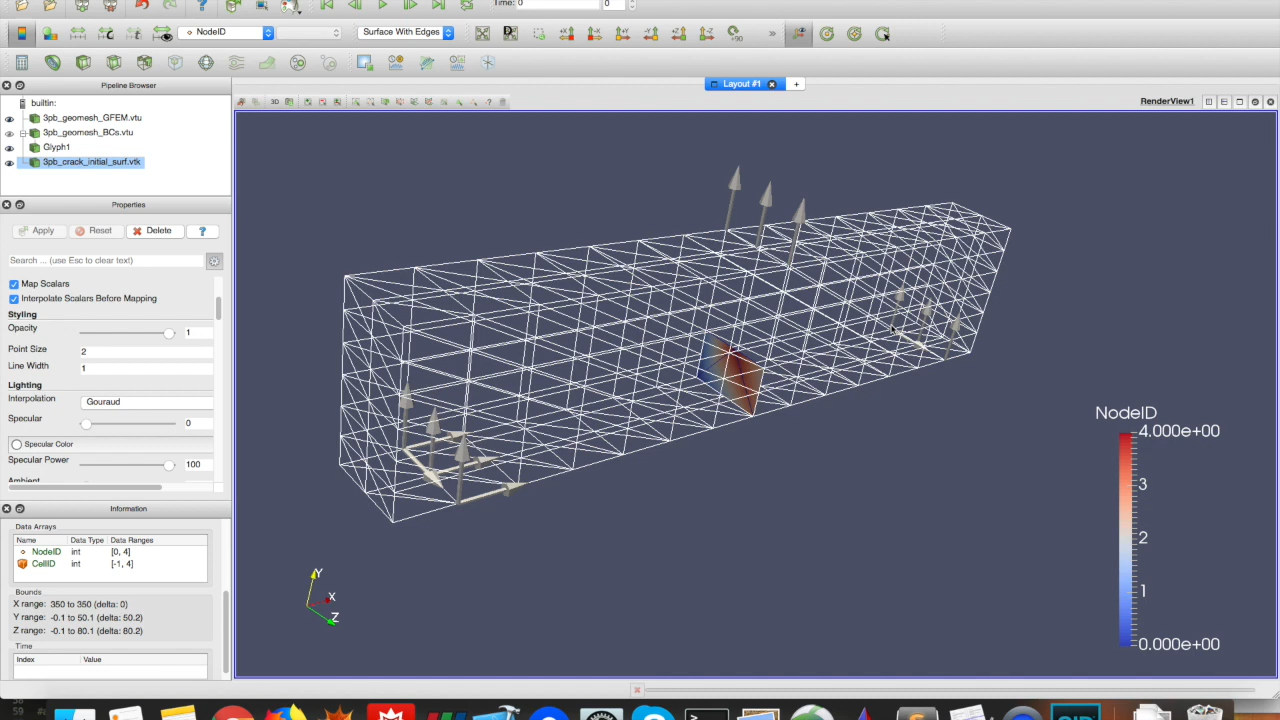 Time: 0
0
NodeID
Surface With Edges
D
-90
»
Pipeline Browser
Layout #1
+
builtin:
3D
?
RenderView1
3pb_geomesh_GFEM.vtu
3pb_geomesh_BCs.vtu
Glyph1
3pb_crack_initial_surf.vtk
Properties
Apply
Reset
Delete
?
Search ... (use Esc to clear text)
Map Scalars
Interpolate Scalars Before Mapping
Styling
Opacity
1
Point Size
2
Line Width
1
Lighting
Interpolation
Gouraud
Specular
0
Specular Color
Specular Power
100
Ambient
Information
Data Arrays
Name
Data Type
Data Ranges
NodeID
int
[0, 4]
CellID
int
[-1, 4]
Bounds
X range: 350 to 350 (delta: 0)
Y range: -0.1 to 50.1 (delta: 50.2)
Z range: -0.1 to 80.1 (delta: 80.2)
Time
Index
Value
Y
X
Z
NodeID
4.000e+00
3
2
1
0.000e+00
59